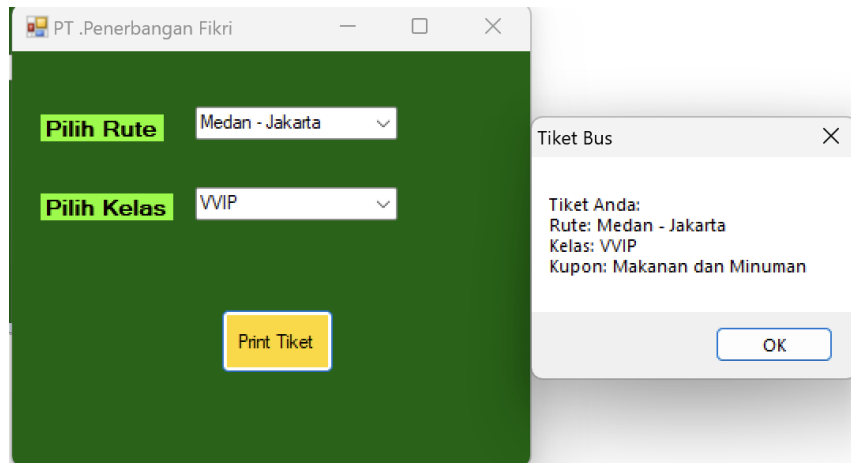 PT .Penerbangan Fikri
Pilih Rute
Medan - Jakarta
Pilih Kelas
VVIP
Print Tiket
Tiket Bus
Tiket Anda:
Rute: Medan - Jakarta
Kelas: VVIP
Kupon: Makanan dan Minuman
OK